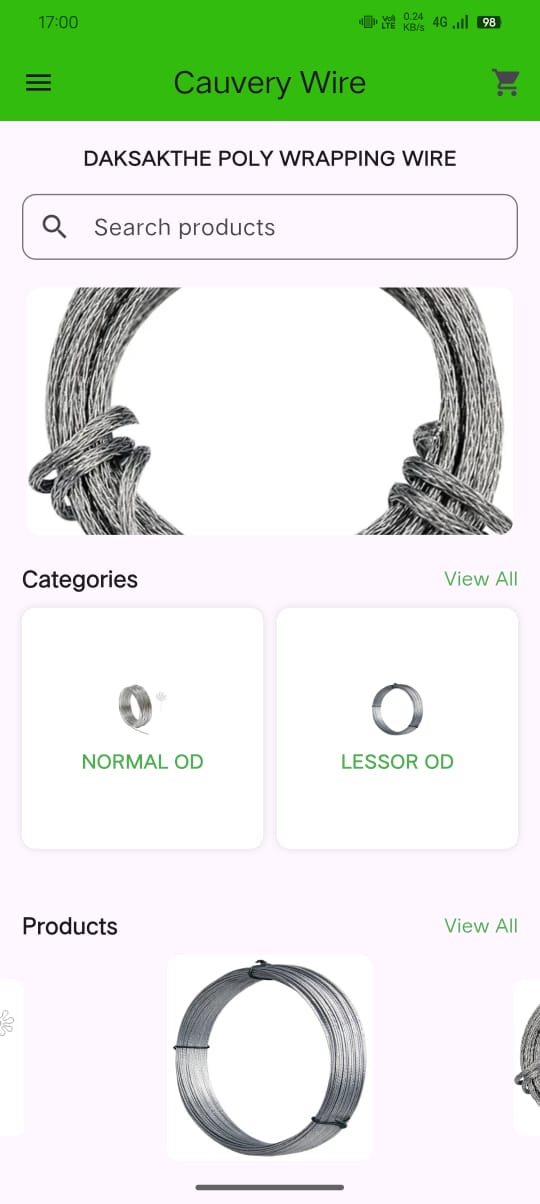 17:00
Vo)) 0.24 4G 98
LTE KB/s
Cauvery Wire
DAKSAKTHE POLY WRAPPING WIRE
Search products
Categories View All
NORMAL OD LESSOR OD
Products View All